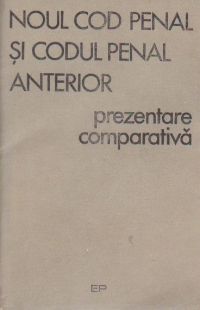 NOUL COD PENAL
ȘI CODUL PENAL
ANTERIOR
prezentare
comparativă
EP